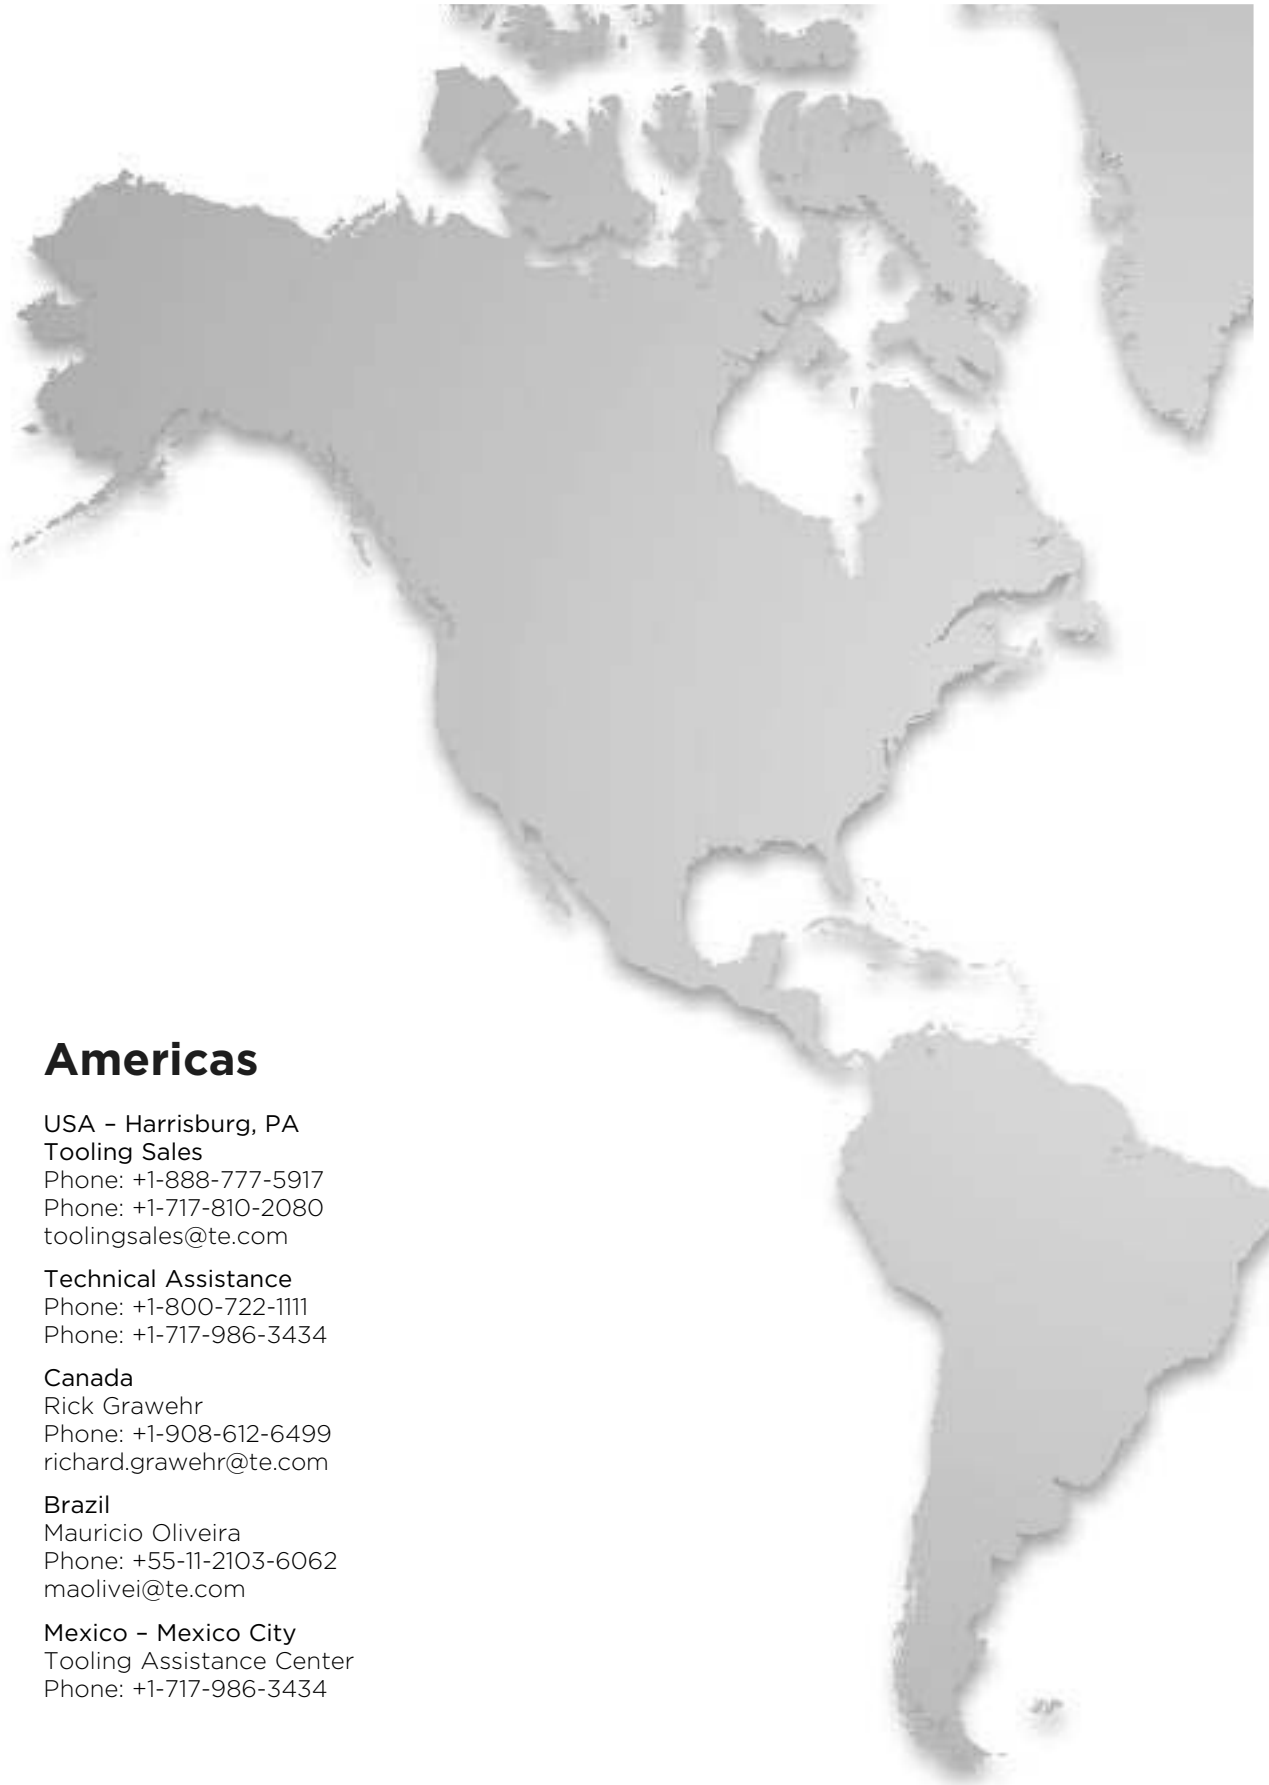 Americas
USA – Harrisburg, PA
Tooling Sales
Phone: +1-888-777-5917
Phone: +1-717-810-2080
toolingsales@te.com
Technical Assistance
Phone: +1-800-722-1111
Phone: +1-717-986-3434
Canada
Rick Grawehr
Phone: +1-908-612-6499
richard.grawehr@te.com
Brazil
Mauricio Oliveira
Phone: +55-11-2103-6062
maolivei@te.com
Mexico – Mexico City
Tooling Assistance Center
Phone: +1-717-986-3434